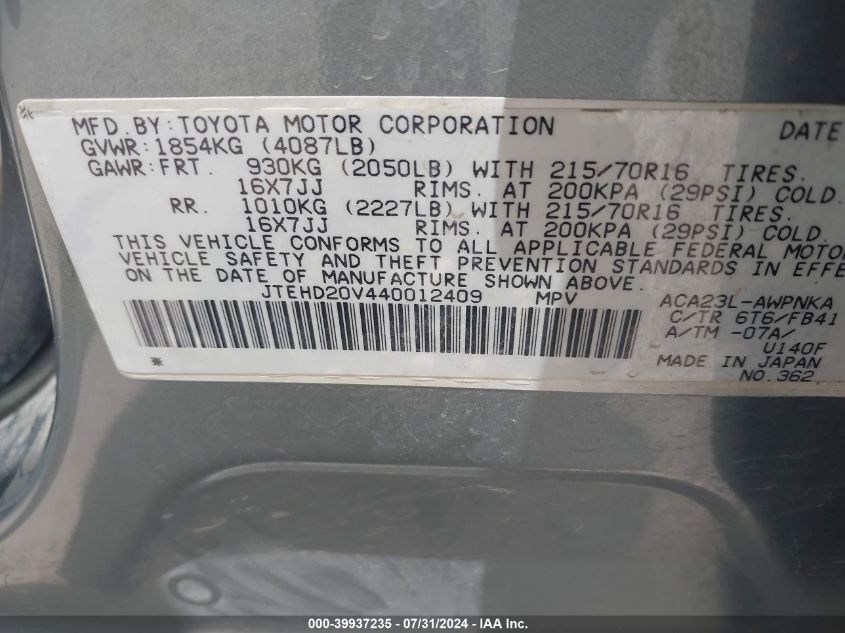 MFD. BY: TOYOTA MOTOR CORPORATION DATE
GVWR: 1854KG (4087LB)
GAWR: FRT. 930KG (2050LB) WITH 215/70R16 TIRES.
16X7JJ RIMS. AT 200KPA (29PSI) COLD.
RR. 1010KG (2227LB) WITH 215/70R16 TIRES.
16X7JJ RIMS. AT 200KPA (29PSI) COLD.
THIS VEHICLE CONFORMS TO ALL APPLICABLE FEDERAL MOTO
VEHICLE SAFETY AND THEFT PREVENTION STANDARDS IN EFFE
ON THE DATE OF MANUFACTURE SHOWN ABOVE.
JTEHD20V440012409 MPV ACA23L-AWPNKA
C/TR 6T6/FB41
A/TM -07A/
U140F
MADE IN JAPAN
NO.362
000-39937235 - 07/31/2024 - IAA Inc.